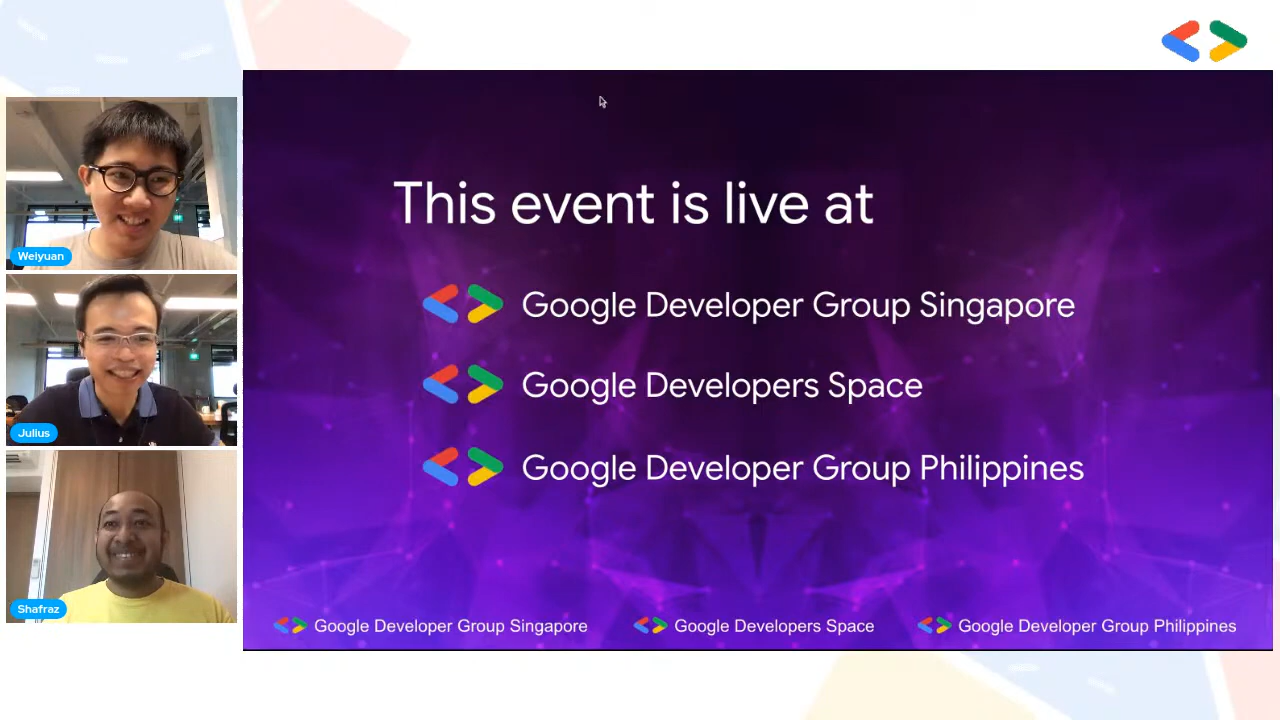 Weiyuan
Julius
Shafraz
This event is live at
Google Developer Group Singapore
Google Developers Space
Google Developer Group Philippines
Google Developer Group Singapore
Google Developers Space
Google Developer Group Philippines